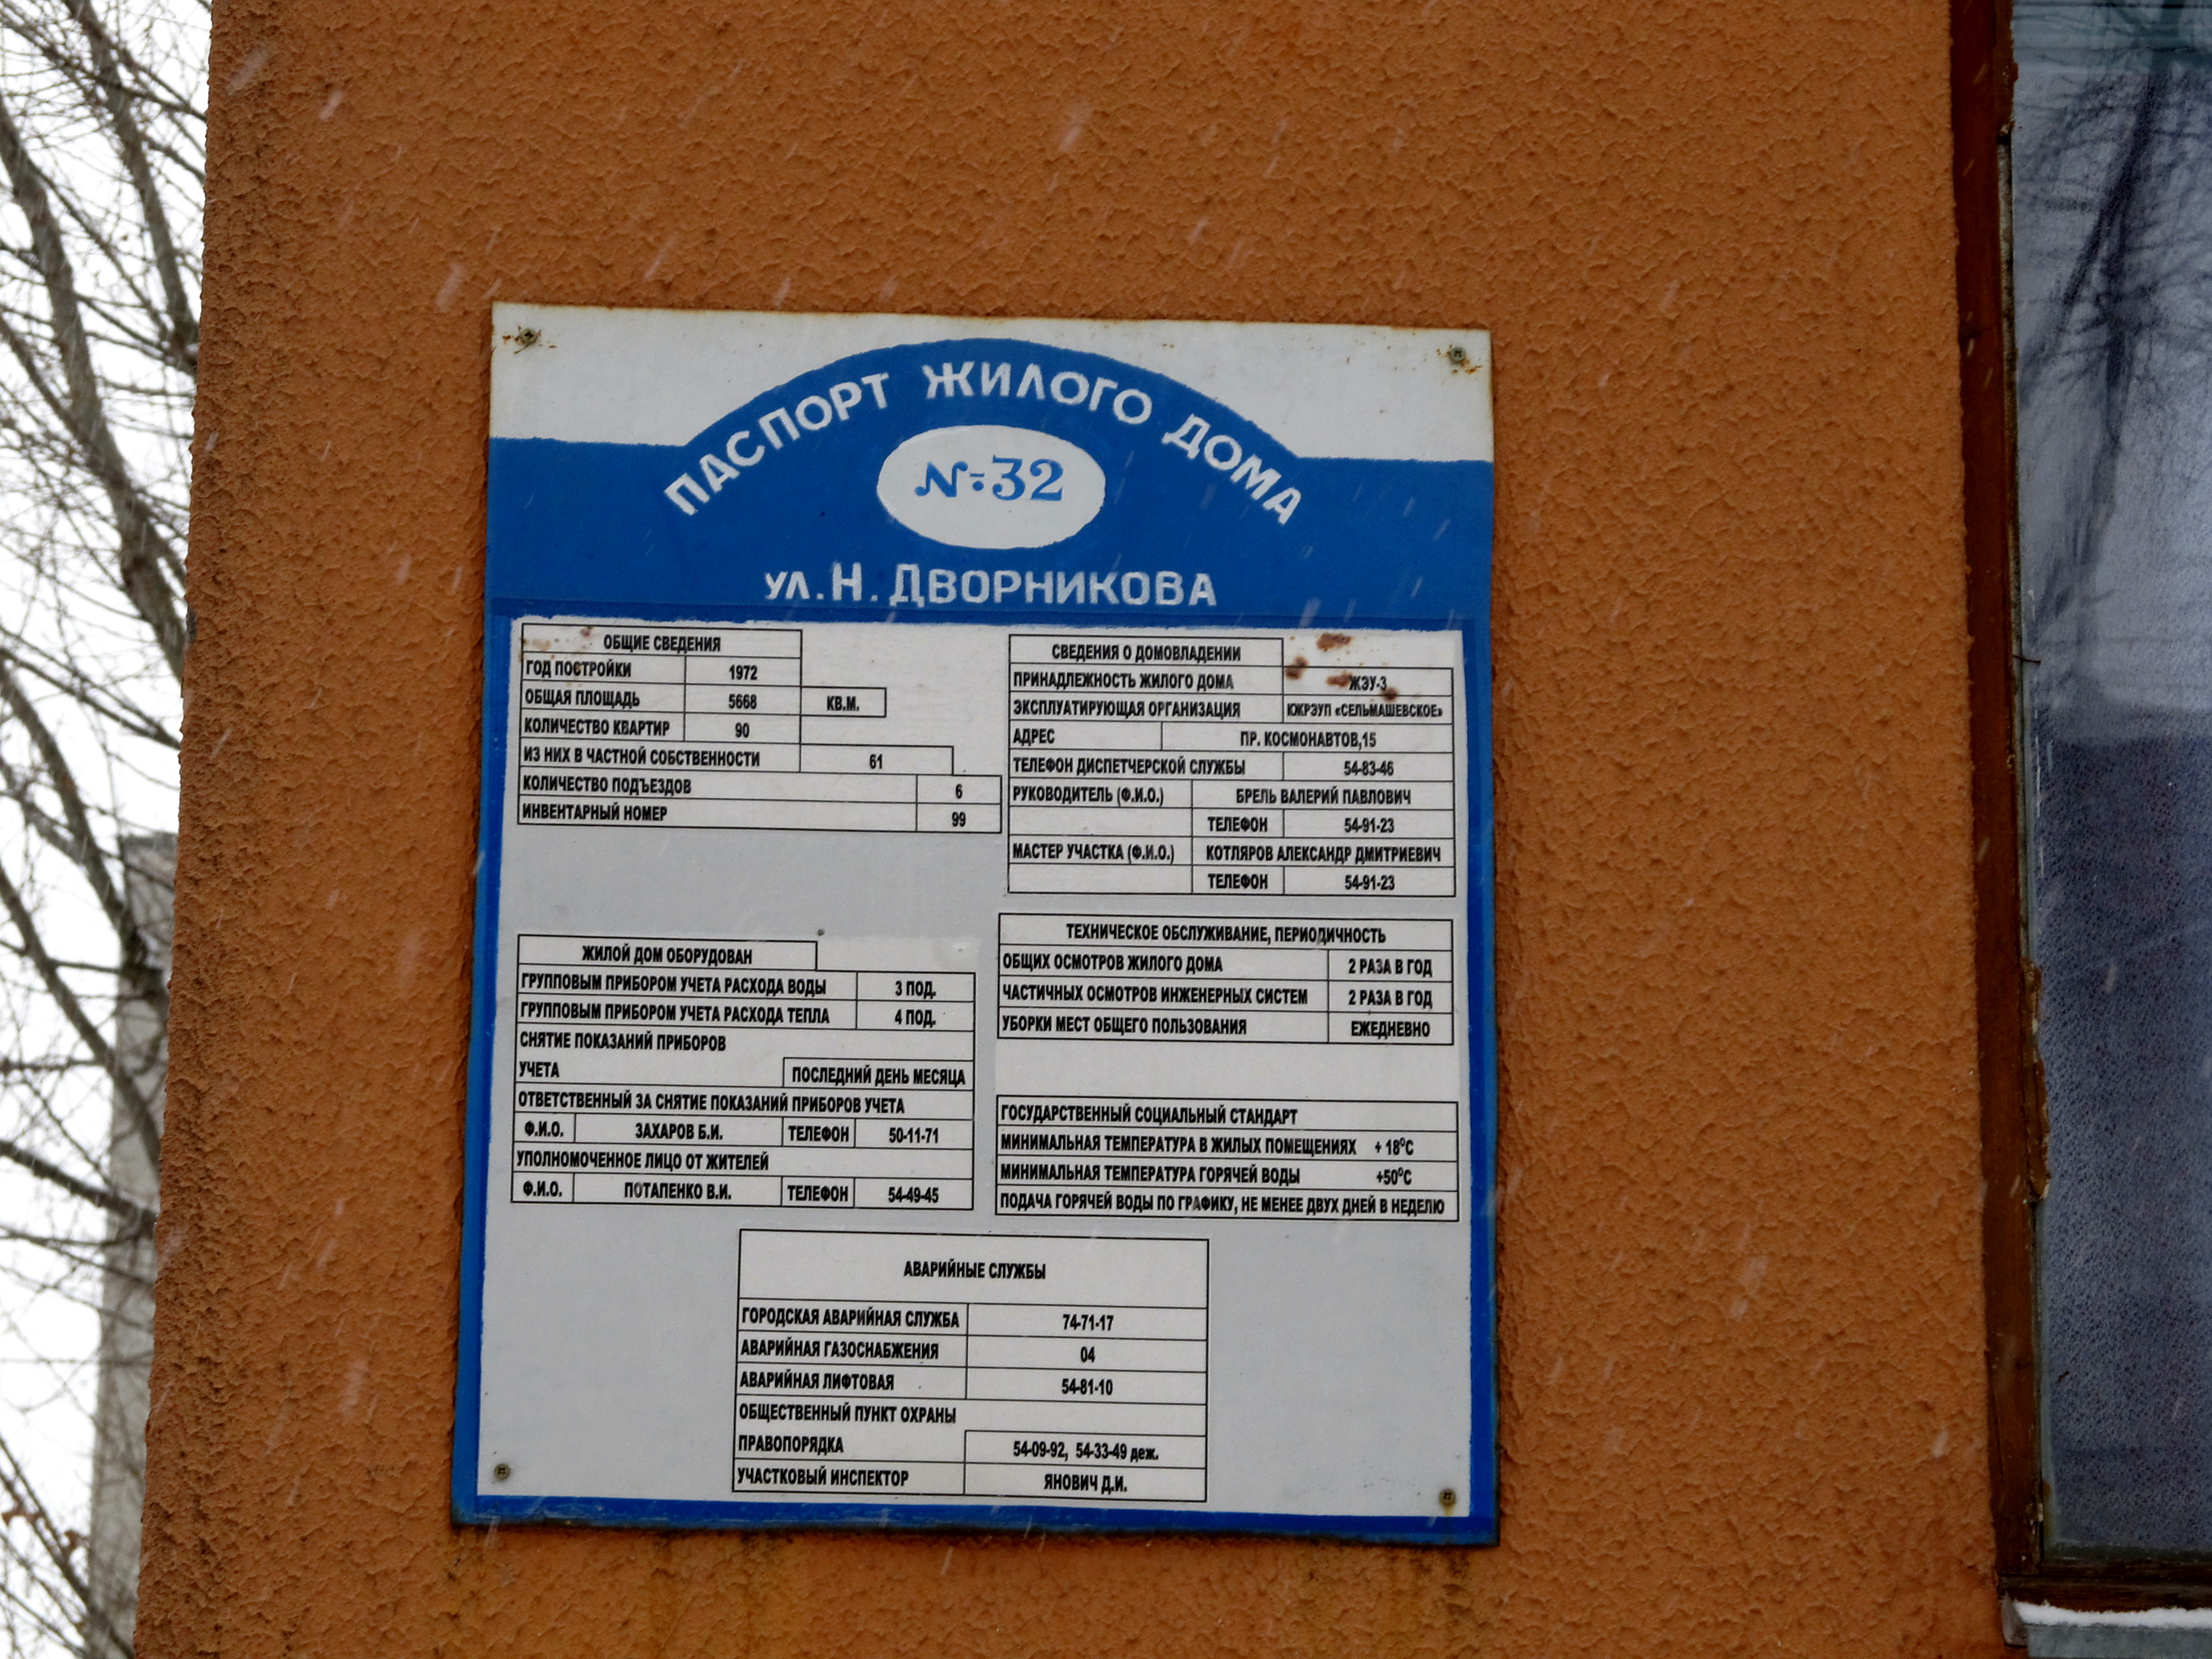 ПАСПОРТ ЖИЛОГО ДОМА
№32
ул. Н. ДВОРНИКОВА
ОБЩИЕ СВЕДЕНИЯ
ГОД ПОСТРОЙКИ 1972
ОБЩАЯ ПЛОЩАДЬ 5668 КВ.М.
КОЛИЧЕСТВО КВАРТИР 90
ИЗ НИХ В ЧАСТНОЙ СОБСТВЕННОСТИ 61
КОЛИЧЕСТВО ПОДЪЕЗДОВ 6
ИНВЕНТАРНЫЙ НОМЕР 99
СВЕДЕНИЯ О ДОМОВЛАДЕНИИ
ПРИНАДЛЕЖНОСТЬ ЖИЛОГО ДОМА ЖЭУ-3
ЭКСПЛУАТИРУЮЩАЯ ОРГАНИЗАЦИЯ КЖРЭУП «СЕЛЬМАШЕВСКОЕ»
АДРЕС ПР. КОСМОНАВТОВ,15
ТЕЛЕФОН ДИСПЕТЧЕРСКОЙ СЛУЖБЫ 54-83-46
РУКОВОДИТЕЛЬ (Ф.И.О.) БРЕЛЬ ВАЛЕРИЙ ПАВЛОВИЧ
ТЕЛЕФОН 54-91-23
МАСТЕР УЧАСТКА (Ф.И.О.) КОТЛЯРОВ АЛЕКСАНДР ДМИТРИЕВИЧ
ТЕЛЕФОН 54-91-23
ЖИЛОЙ ДОМ ОБОРУДОВАН
ГРУППОВЫМ ПРИБОРОМ УЧЕТА РАСХОДА ВОДЫ 3 ПОД.
ГРУППОВЫМ ПРИБОРОМ УЧЕТА РАСХОДА ТЕПЛА 4 ПОД.
СНЯТИЕ ПОКАЗАНИЙ ПРИБОРОВ
УЧЕТА ПОСЛЕДНИЙ ДЕНЬ МЕСЯЦА
ОТВЕТСТВЕННЫЙ ЗА СНЯТИЕ ПОКАЗАНИЙ ПРИБОРОВ УЧЕТА
Ф.И.О. ЗАХАРОВ Б.И. ТЕЛЕФОН 50-11-71
УПОЛНОМОЧЕННОЕ ЛИЦО ОТ ЖИТЕЛЕЙ
Ф.И.О. ПОТАПЕНКО В.И. ТЕЛЕФОН 54-49-45
ТЕХНИЧЕСКОЕ ОБСЛУЖИВАНИЕ, ПЕРИОДИЧНОСТЬ
ОБЩИХ ОСМОТРОВ ЖИЛОГО ДОМА 2 РАЗА В ГОД
ЧАСТИЧНЫХ ОСМОТРОВ ИНЖЕНЕРНЫХ СИСТЕМ 2 РАЗА В ГОД
УБОРКИ МЕСТ ОБЩЕГО ПОЛЬЗОВАНИЯ ЕЖЕДНЕВНО
ГОСУДАРСТВЕННЫЙ СОЦИАЛЬНЫЙ СТАНДАРТ
МИНИМАЛЬНАЯ ТЕМПЕРАТУРА В ЖИЛЫХ ПОМЕЩЕНИЯХ + 18⁰С
МИНИМАЛЬНАЯ ТЕМПЕРАТУРА ГОРЯЧЕЙ ВОДЫ +50⁰С
ПОДАЧА ГОРЯЧЕЙ ВОДЫ ПО ГРАФИКУ, НЕ МЕНЕЕ ДВУХ ДНЕЙ В НЕДЕЛЮ
АВАРИЙНЫЕ СЛУЖБЫ
ГОРОДСКАЯ АВАРИЙНАЯ СЛУЖБА 74-71-17
АВАРИЙНАЯ ГАЗОСНАБЖЕНИЯ 04
АВАРИЙНАЯ ЛИФТОВАЯ 54-81-10
ОБЩЕСТВЕННЫЙ ПУНКТ ОХРАНЫ
ПРАВОПОРЯДКА 54-09-92, 54-33-49 деж.
УЧАСТКОВЫЙ ИНСПЕКТОР ЯНОВИЧ Д.И.